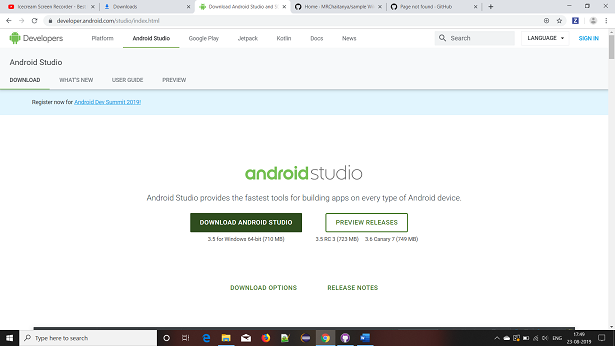 Icecream Screen Recorder - Bes
Downloads
Download Android Studio and S
Home · MRChaitanya/sample Wi
Page not found · GitHub
developer.android.com/studio/index.html
Developers
Platform
Android Studio
Google Play
Jetpack
Kotlin
Docs
News
Search
LANGUAGE
SIGN IN
Android Studio
DOWNLOAD
WHAT'S NEW
USER GUIDE
PREVIEW
Register now for Android Dev Summit 2019!
androidstudio
Android Studio provides the fastest tools for building apps on every type of Android device.
DOWNLOAD ANDROID STUDIO
PREVIEW RELEASES
3.5 for Windows 64-bit (710 MB)
3.5 RC 3 (723 MB)
3.6 Canary 7 (749 MB)
DOWNLOAD OPTIONS
RELEASE NOTES
Type here to search
ENG
17:49
23-08-2019